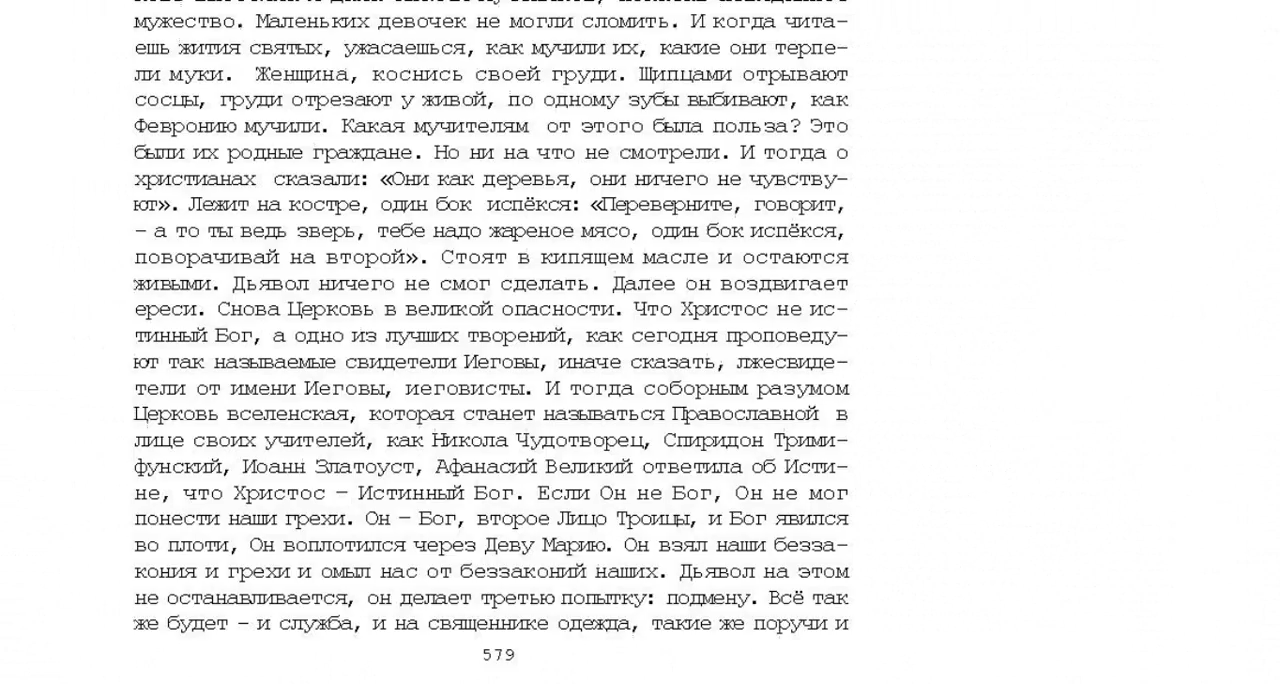 мужество. Маленьких девочек не могли сломить. И когда чита-
ешь жития святых, ужасаешься, как мучили их, какие они терпе-
ли муки. Женщина, коснись своей груди. Щипцами отрывают
сосцы, груди отрезают у живой, по одному зубы выбивают, как
Февронию мучили. Какая мучителям от этого была польза? Это
были их родные граждане. Но ни на что не смотрели. И тогда о
христианах сказали: «Они как деревья, они ничего не чувству-
ют». Лежит на костре, один бок испёкся: «Переверните, говорит,
– а то ты ведь зверь, тебе надо жареное мясо, один бок испёкся,
поворачивай на второй». Стоят в кипящем масле и остаются
живыми. Дьявол ничего не смог сделать. Далее он воздвигает
ереси. Снова Церковь в великой опасности. Что Христос не ис-
тинный Бог, а одно из лучших творений, как сегодня проповеду-
ют так называемые свидетели Иеговы, иначе сказать, лжесвиде-
тели от имени Иеговы, иеговисты. И тогда соборным разумом
Церковь вселенская, которая станет называться Православной в
лице своих учителей, как Никола Чудотворец, Спиридон Трими-
фунский, Иоанн Златоуст, Афанасий Великий ответила об Исти-
не, что Христос – Истинный Бог. Если Он не Бог, Он не мог
понести наши грехи. Он – Бог, второе Лицо Троицы, и Бог явился
во плоти, Он воплотился через Деву Марию. Он взял наши безза-
кония и грехи и омыл нас от беззаконий наших. Дьявол на этом
не останавливается, он делает третью попытку: подмену. Всё так
же будет – и служба, и на священнике одежда, такие же поручи и
579